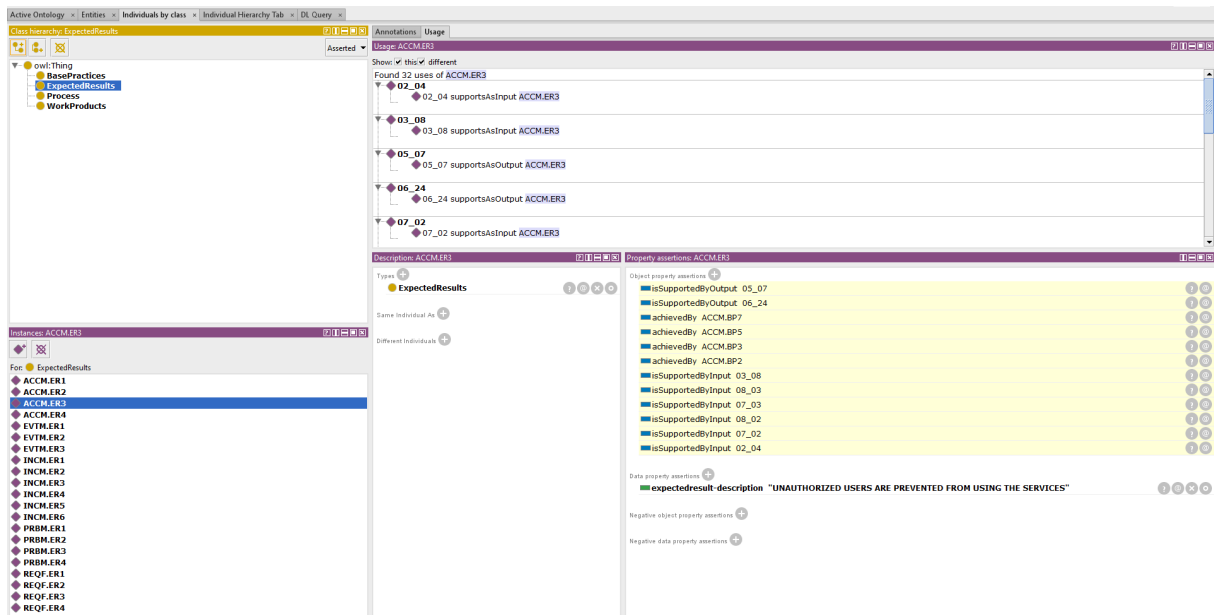 Active Ontology × Entities × Individuals by class × Individual Hierarchy Tab × DL Query ×
Class hierarchy: ExpectedResults
Asserted
owl:Thing
BasePractices
ExpectedResults
Process
WorkProducts
Instances: ACCM.ER3
For: ExpectedResults
ACCM.ER1
ACCM.ER2
ACCM.ER3
ACCM.ER4
EVTM.ER1
EVTM.ER2
EVTM.ER3
INCM.ER1
INCM.ER2
INCM.ER3
INCM.ER4
INCM.ER5
INCM.ER6
PRBM.ER1
PRBM.ER2
PRBM.ER3
PRBM.ER4
REQF.ER1
REQF.ER2
REQF.ER3
REQF.ER4
Annotations Usage
Usage: ACCM.ER3
Show: this different
Found 32 uses of ACCM.ER3
02_04
02_04 supportsAsInput ACCM.ER3
03_08
03_08 supportsAsInput ACCM.ER3
05_07
05_07 supportsAsOutput ACCM.ER3
06_24
06_24 supportsAsOutput ACCM.ER3
07_02
07_02 supportsAsInput ACCM.ER3
Description: ACCM.ER3
Types
ExpectedResults
Same Individual As
Different Individuals
Property assertions: ACCM.ER3
Object property assertions
isSupportedByOutput 05_07
isSupportedByOutput 06_24
achievedBy ACCM.BP7
achievedBy ACCM.BP5
achievedBy ACCM.BP3
achievedBy ACCM.BP2
isSupportedByInput 03_08
isSupportedByInput 08_03
isSupportedByInput 07_03
isSupportedByInput 08_02
isSupportedByInput 07_02
isSupportedByInput 02_04
Data property assertions
expectedresult-description "UNAUTHORIZED USERS ARE PREVENTED FROM USING THE SERVICES"
Negative object property assertions
Negative data property assertions